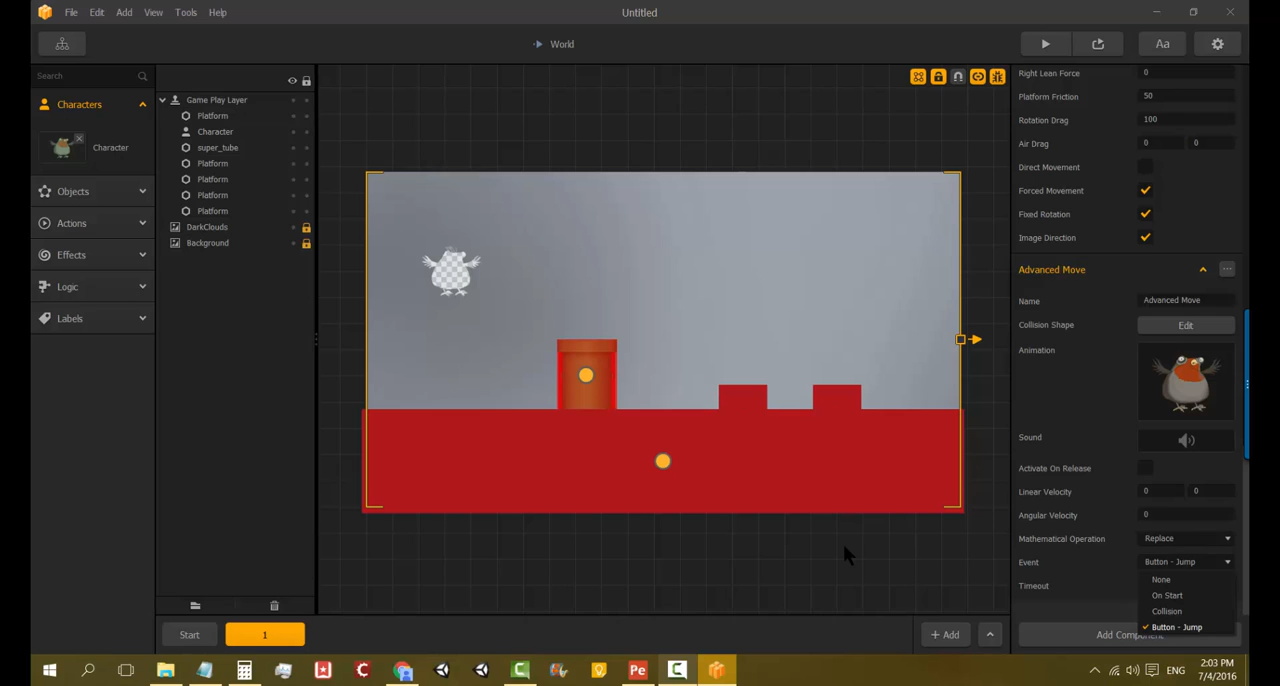 File Edit Add View Tools Help
Untitled
World
Aa
Search
Characters
Character
Objects
Actions
Effects
Logic
Labels
Game Play Layer
Platform
Character
super_tube
Platform
Platform
Platform
Platform
DarkClouds
Background
Right Lean Force 0
Platform Friction 50
Rotation Drag 100
Air Drag 0 0
Direct Movement
Forced Movement
Fixed Rotation
Image Direction
Advanced Move
Name Advanced Move
Collision Shape Edit
Animation
Sound
Activate On Release
Linear Velocity 0 0
Angular Velocity 0
Mathematical Operation Replace
Event Button - Jump
Timeout
None
On Start
Collision
Button - Jump
Add Component
Start
1
+ Add
Pe
ENG
2:03 PM
7/4/2016